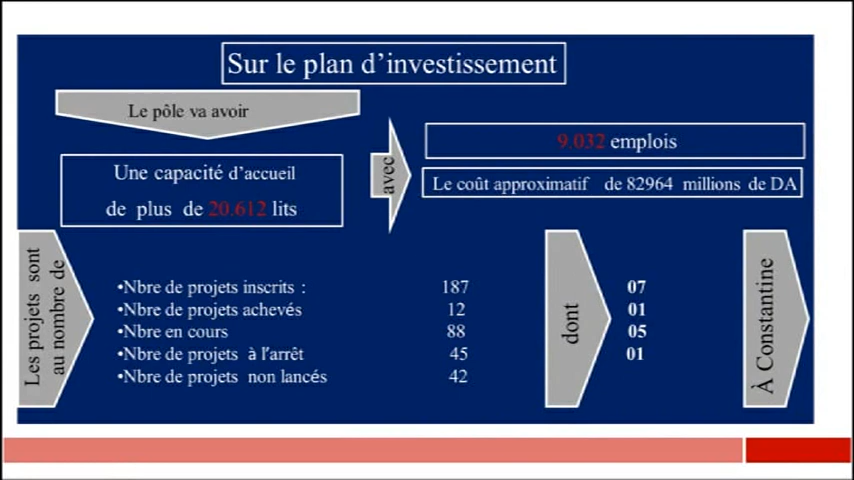 Sur le plan d'investissement
Le pôle va avoir
Une capacité d'accueil
de plus de 20.612 lits
avec
9.032 emplois
Le coût approximatif de 82964 millions de DA
Les projets sont
au nombre de
•Nbre de projets inscrits : 187
•Nbre de projets achevés 12
•Nbre en cours 88
•Nbre de projets à l'arrêt 45
•Nbre de projets non lancés 42
dont
07
01
05
01
À Constantine